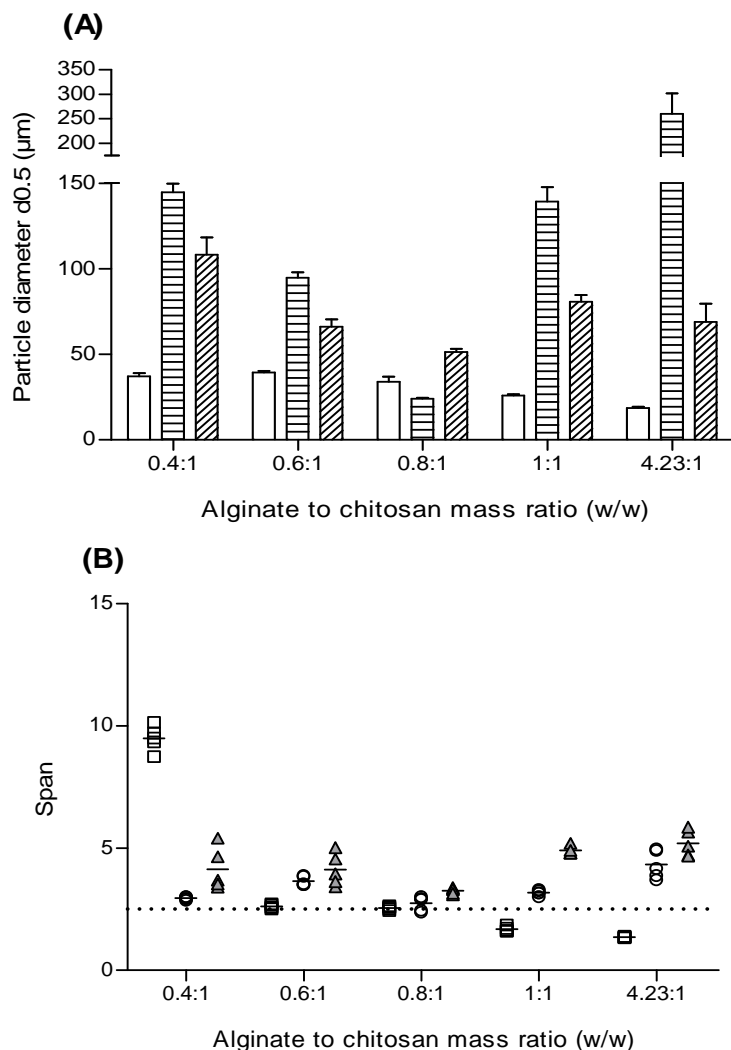 (A)
350
300
250
200
150
100
50
0
Particle diameter d0.5 (µm)
0.4:1 0.6:1 0.8:1 1:1 4.23:1
Alginate to chitosan mass ratio (w/w)
(B)
15
10
5
0
Span
0.4:1 0.6:1 0.8:1 1:1 4.23:1
Alginate to chitosan mass ratio (w/w)